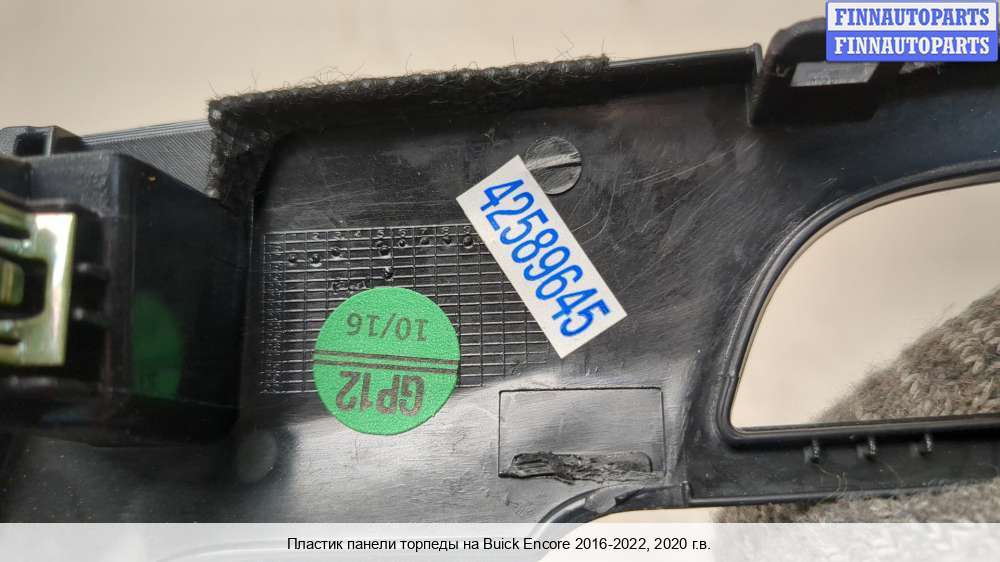 FINNAUTOPARTS
FINNAUTOPARTS
42589645
10/16
GP12
Пластик панели торпеды на Buick Encore 2016-2022, 2020 г.в.